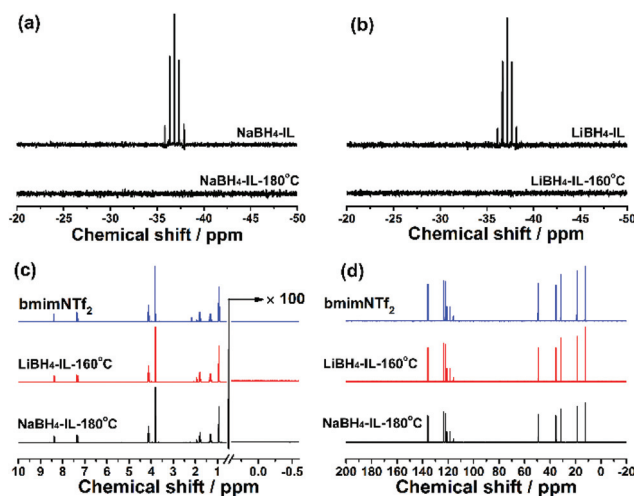 (a)
NaBH₄-IL
NaBH₄-IL-180°C
-20 -25 -30 -35 -40 -45 -50
Chemical shift / ppm
(b)
LiBH₄-IL
LiBH₄-IL-160°C
-20 -25 -30 -35 -40 -45 -50
Chemical shift / ppm
(c)
× 100
bmimNTf₂
LiBH₄-IL-160°C
NaBH₄-IL-180°C
10 9 8 7 6 5 4 3 2 1 0.0 -0.5
Chemical shift / ppm
(d)
bmimNTf₂
LiBH₄-IL-160°C
NaBH₄-IL-180°C
200 180 160 140 120 100 80 60 40 20 0 -20
Chemical shift / ppm